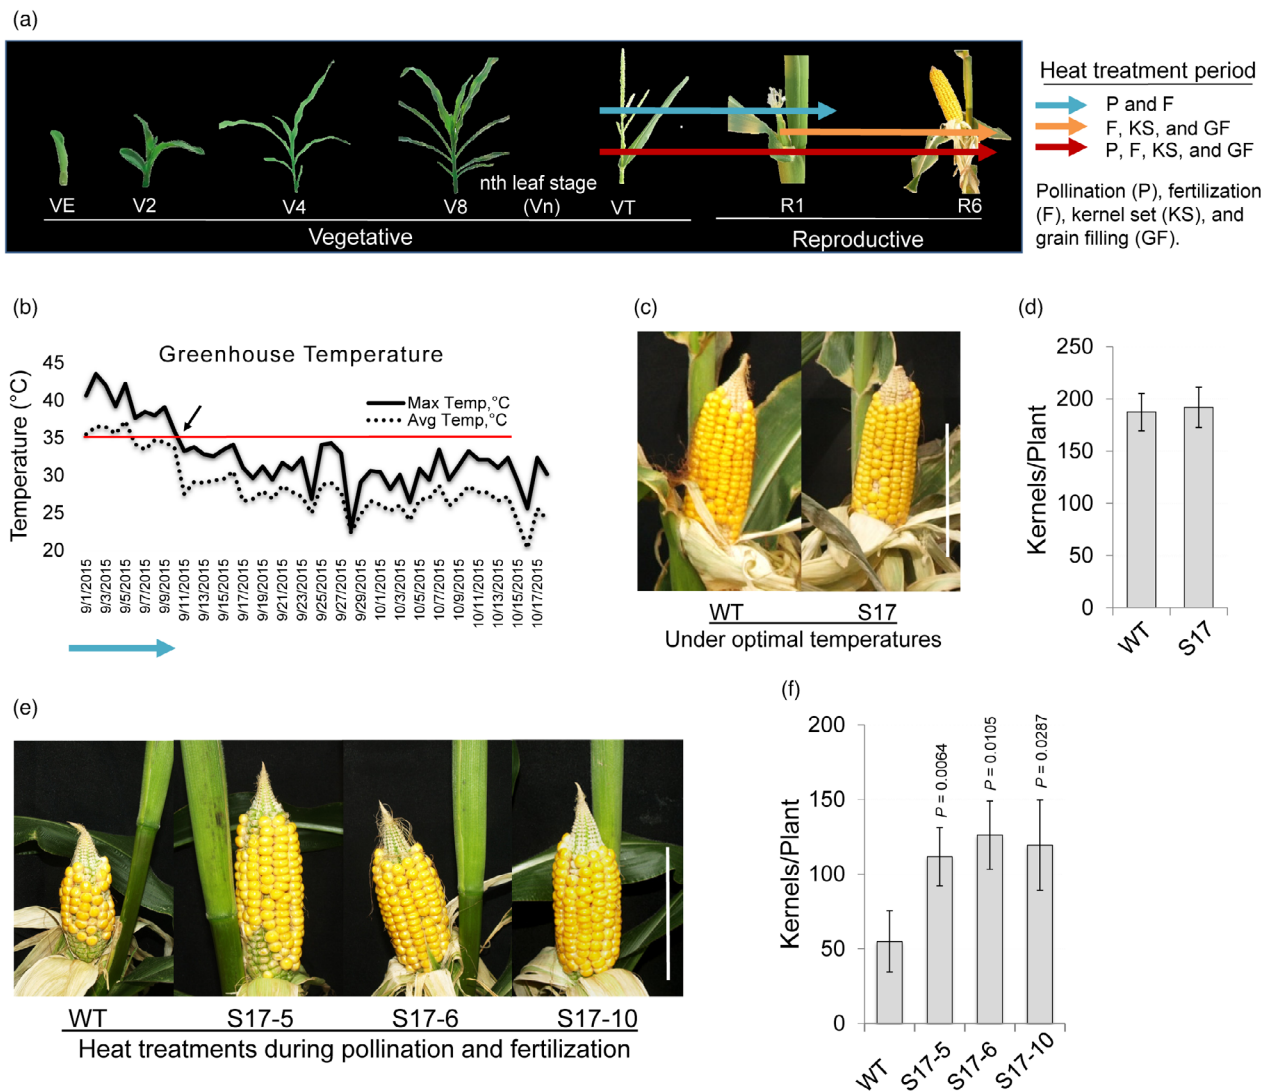 (a)
Heat treatment period
P and F
F, KS, and GF
P, F, KS, and GF
Pollination (P), fertilization
(F), kernel set (KS), and
grain filling (GF).
nth leaf stage
VE V2 V4 V8 (Vn) VT R1 R6
Vegetative Reproductive
(b)
Greenhouse Temperature
Max Temp,°C
Avg Temp,°C
Temperature (°C)
45
40
35
30
25
20
9/1/2015
9/3/2015
9/5/2015
9/7/2015
9/9/2015
9/11/2015
9/13/2015
9/15/2015
9/17/2015
9/19/2015
9/21/2015
9/23/2015
9/25/2015
9/27/2015
9/29/2015
10/1/2015
10/3/2015
10/5/2015
10/7/2015
10/9/2015
10/11/2015
10/13/2015
10/15/2015
10/17/2015
(c)
WT S17
Under optimal temperatures
(d)
Kernels/Plant
250
200
150
100
50
0
WT
S17
(e)
WT S17-5 S17-6 S17-10
Heat treatments during pollination and fertilization
(f)
Kernels/Plant
200
150
100
50
0
P = 0.0064
P = 0.0105
P = 0.0287
WT
S17-5
S17-6
S17-10